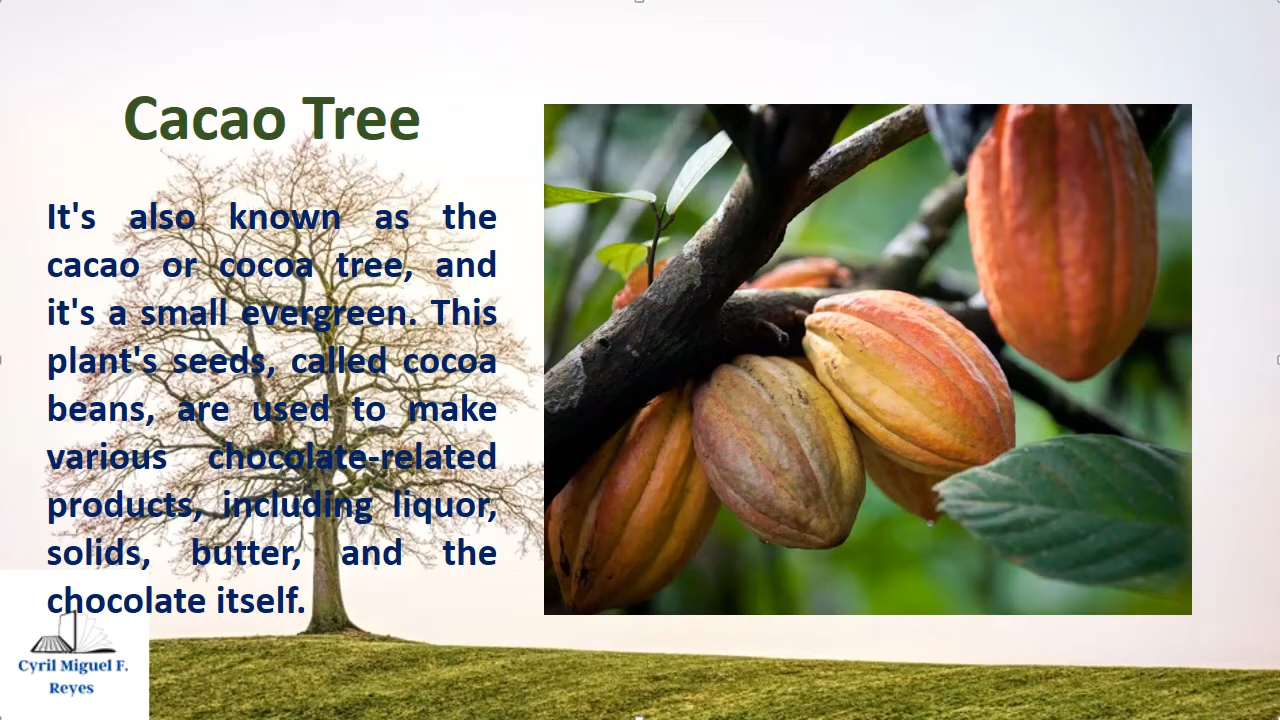 Cacao Tree
It's also known as the
cacao or cocoa tree, and
it's a small evergreen. This
plant's seeds, called cocoa
beans, are used to make
various chocolate-related
products, including liquor,
solids, butter, and the
chocolate itself.
Cyril Miguel F.
Reyes